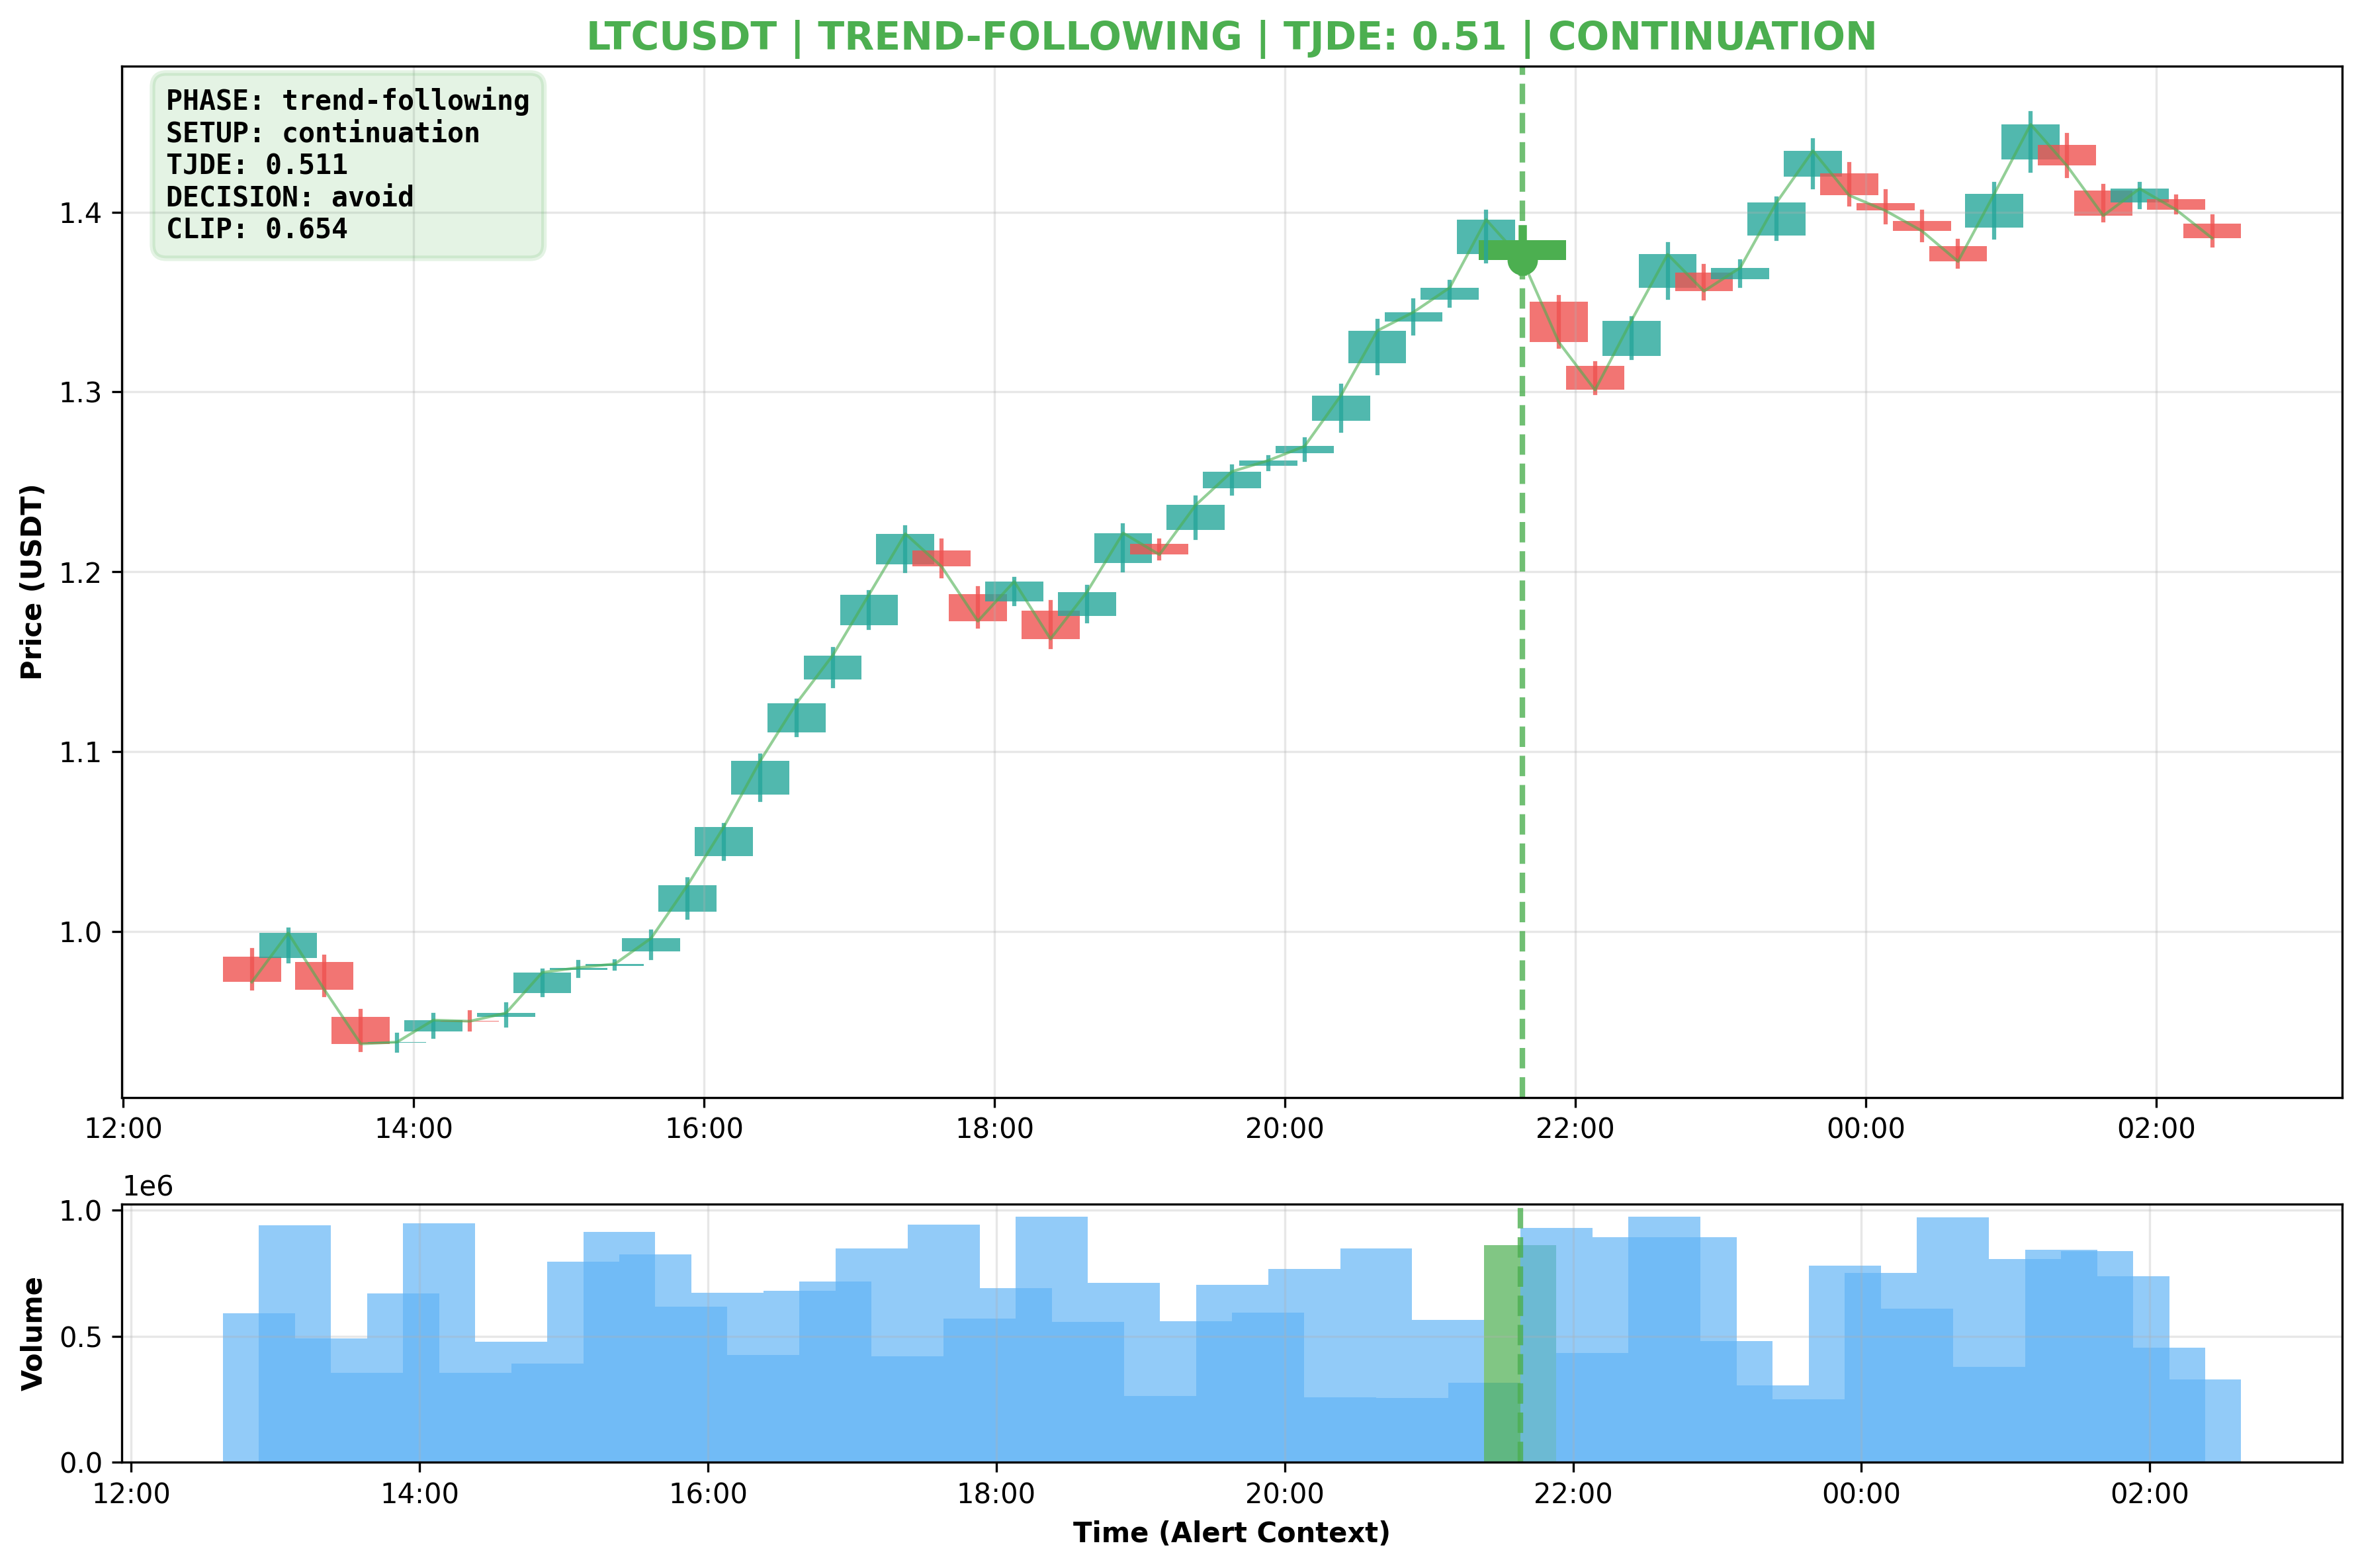 LTCUSDT | TREND-FOLLOWING | TJDE: 0.51 | CONTINUATION
PHASE: trend-following
SETUP: continuation
TJDE: 0.511
DECISION: avoid
CLIP: 0.654
Price (USDT)
1.4
1.3
1.2
1.1
1.0
12:00 14:00 16:00 18:00 20:00 22:00 00:00 02:00
1e6
Volume
1.0
0.5
0.0
12:00 14:00 16:00 18:00 20:00 22:00 00:00 02:00
Time (Alert Context)